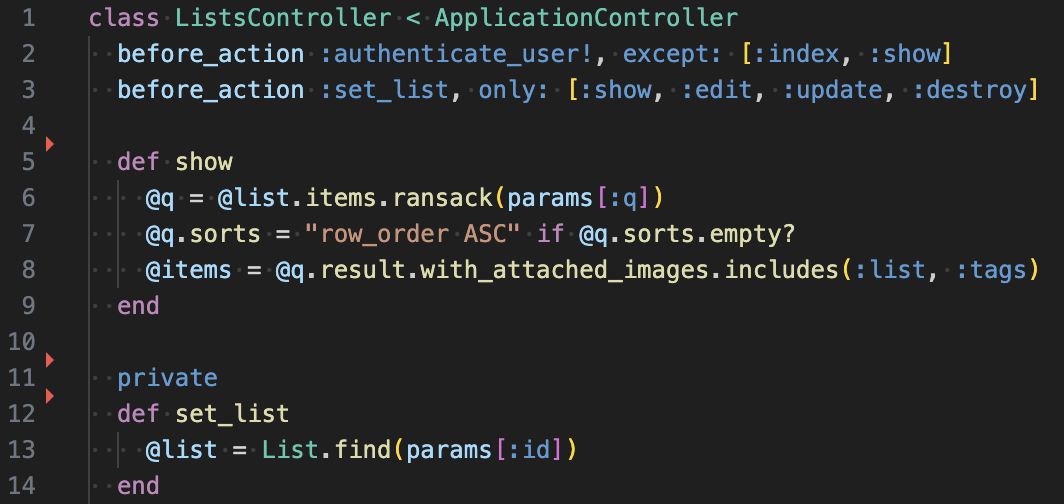 1 class ListsController < ApplicationController
2   before_action :authenticate_user!, except: [:index, :show]
3   before_action :set_list, only: [:show, :edit, :update, :destroy]
4
5   def show
6     @q = @list.items.ransack(params[:q])
7     @q.sorts = "row_order ASC" if @q.sorts.empty?
8     @items = @q.result.with_attached_images.includes(:list, :tags)
9   end
10
11   private
12   def set_list
13     @list = List.find(params[:id])
14   end